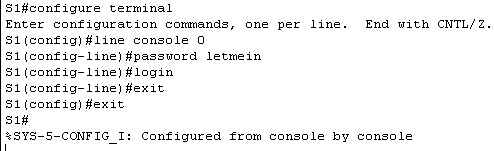 S1#configure terminal
Enter configuration commands, one per line.  End with CNTL/Z.
S1(config)#line console 0
S1(config-line)#password letmein
S1(config-line)#login
S1(config-line)#exit
S1(config)#exit
S1#
%SYS-5-CONFIG_I: Configured from console by console